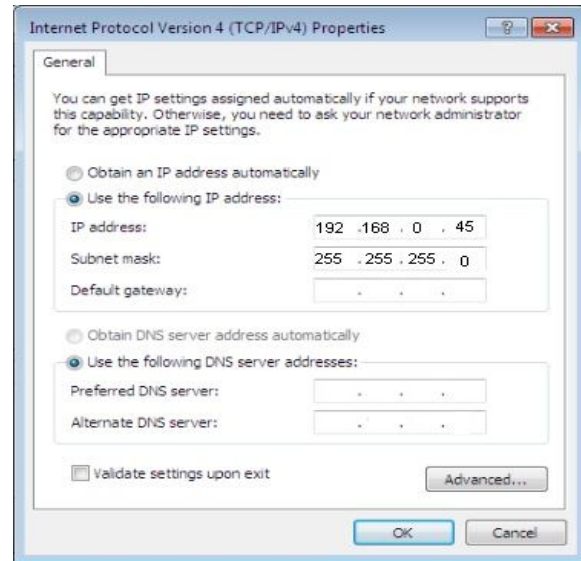 Internet Protocol Version 4 (TCP/IPv4) Properties
General
You can get IP settings assigned automatically if your network supports
this capability. Otherwise, you need to ask your network administrator
for the appropriate IP settings.
Obtain an IP address automatically
Use the following IP address:
IP address: 192 . 168 . 0 . 45
Subnet mask: 255 . 255 . 255 . 0
Default gateway: . . .
Obtain DNS server address automatically
Use the following DNS server addresses:
Preferred DNS server: . . .
Alternate DNS server: . . .
Validate settings upon exit
Advanced...
OK Cancel